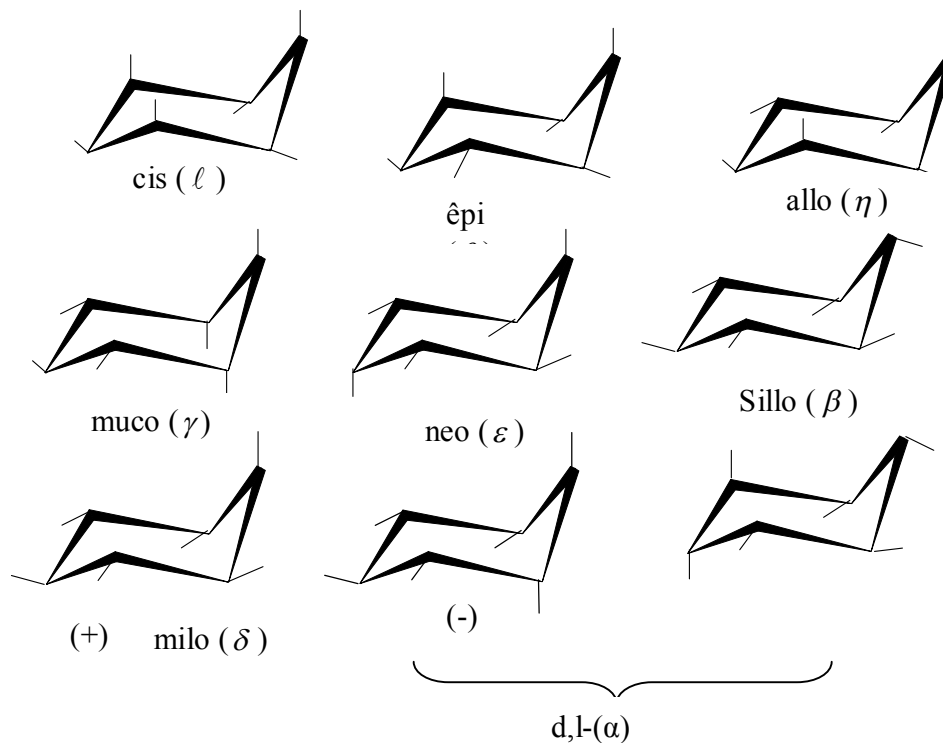 cis (ℓ)
êpi
allo (η)
muco (γ)
neo (ε)
Sillo (β)
(+) milo (δ)
(-)
d,l-(α)